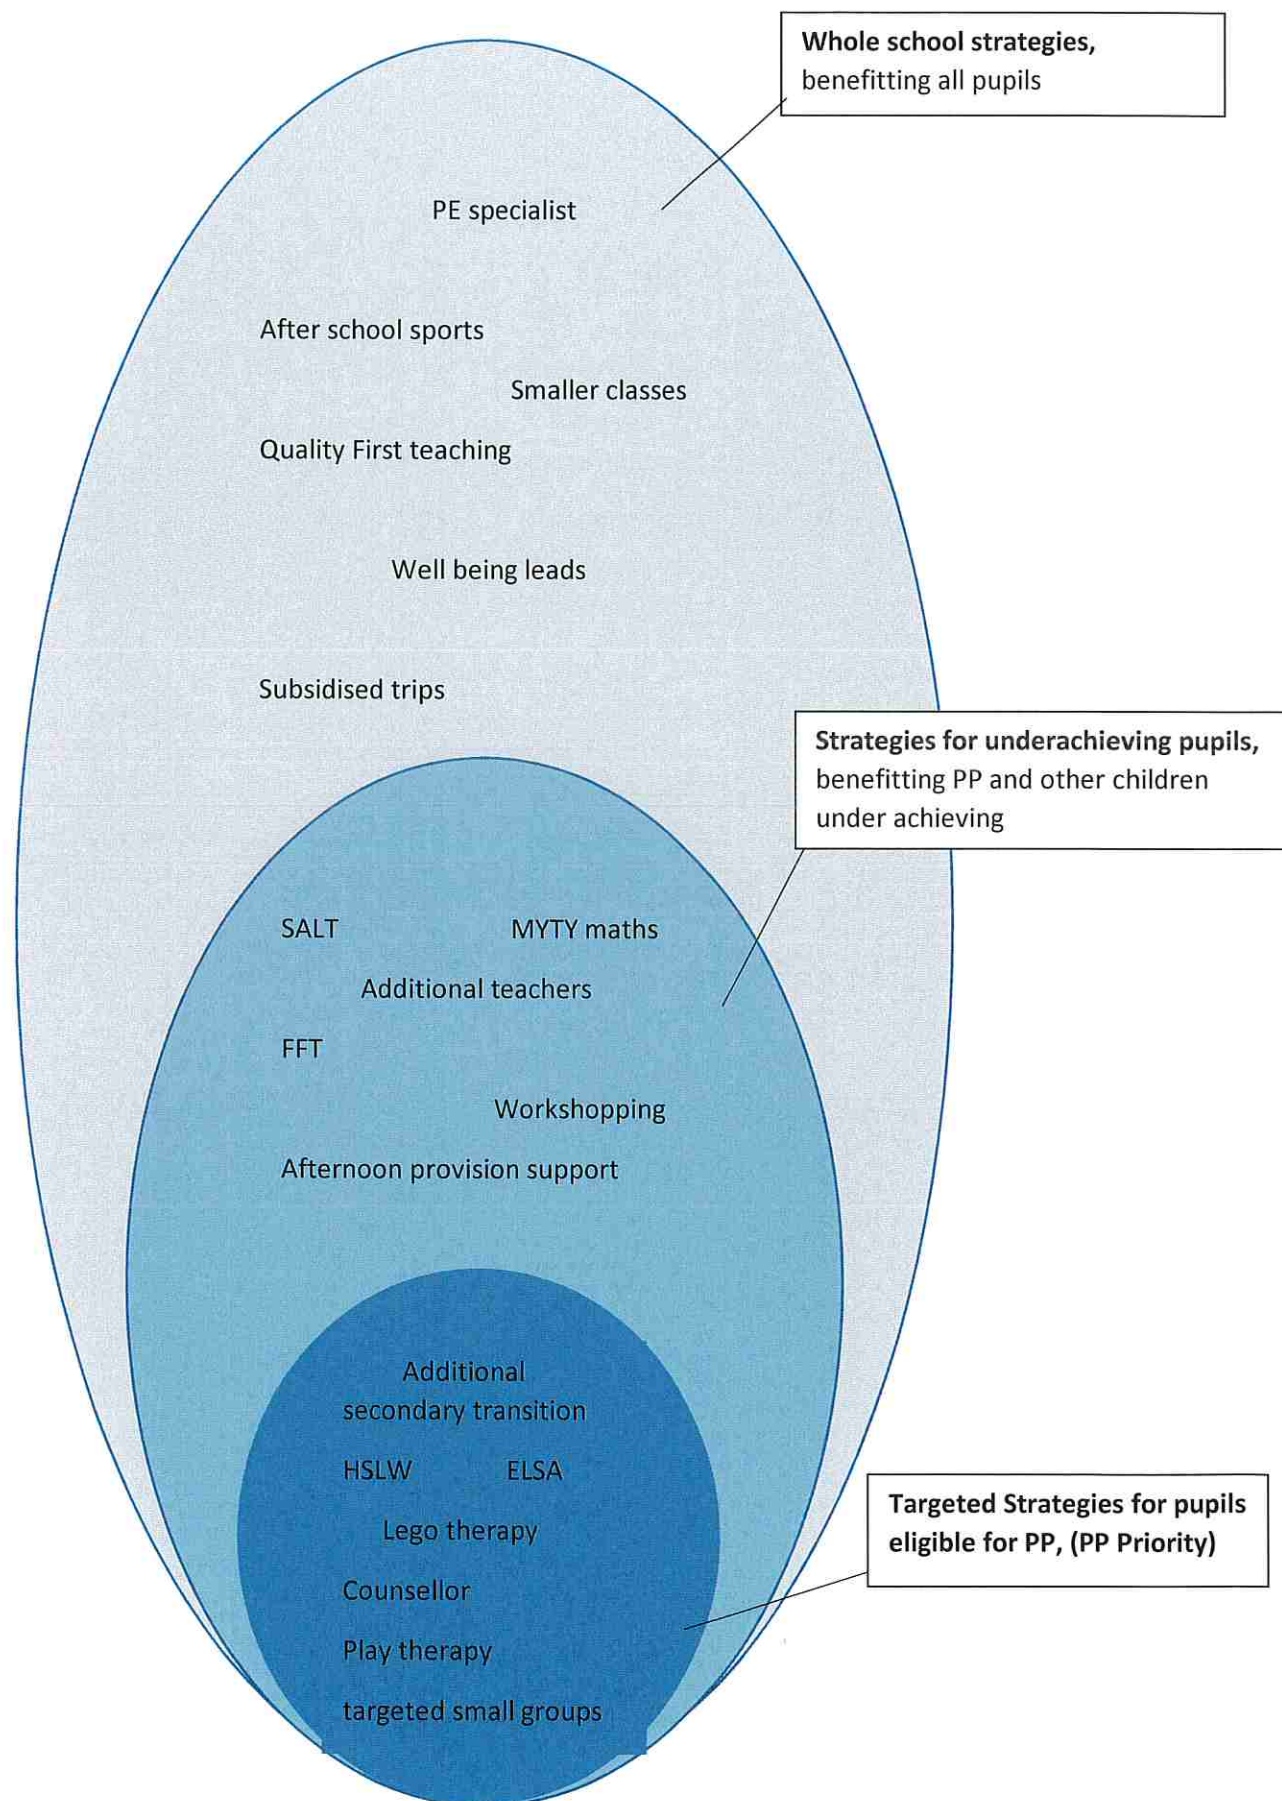 Whole school strategies,
benefitting all pupils
PE specialist
After school sports
Smaller classes
Quality First teaching
Well being leads
Subsidised trips
Strategies for underachieving pupils,
benefitting PP and other children
under achieving
SALT MYTY maths
Additional teachers
FFT
Workshopping
Afternoon provision support
Additional
secondary transition
HSLW ELSA
Lego therapy
Targeted Strategies for pupils
eligible for PP, (PP Priority)
Counsellor
Play therapy
targeted small groups